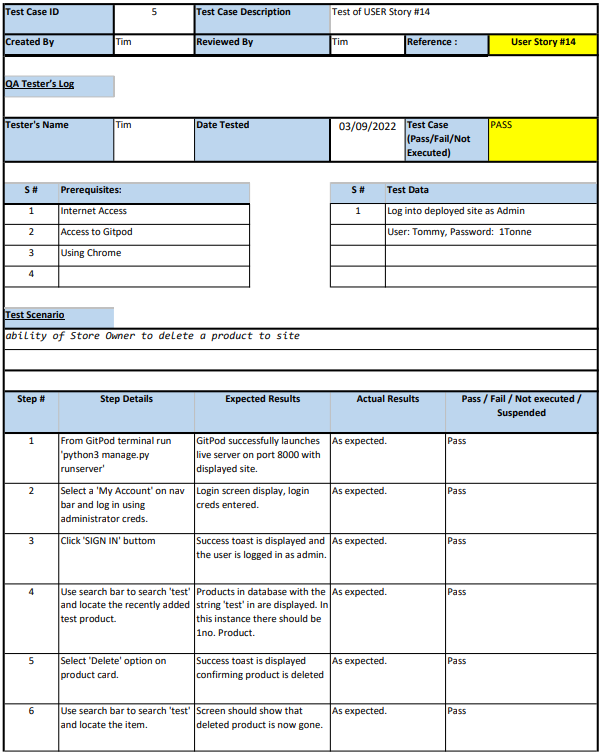 Test Case ID 5 Test Case Description Test of USER Story #14
Created By Tim Reviewed By Tim Reference : User Story #14
QA Tester's Log
Tester's Name Tim Date Tested 03/09/2022 Test Case PASS
(Pass/Fail/Not
Executed)
S # Prerequisites: S # Test Data
1 Internet Access 1 Log into deployed site as Admin
2 Access to Gitpod User: Tommy, Password: 1Tonne
3 Using Chrome
4
Test Scenario
ability of Store Owner to delete a product to site
Step # Step Details Expected Results Actual Results Pass / Fail / Not executed /
Suspended
1 From GitPod terminal run GitPod successfully launches As expected. Pass
'python3 manage.py live server on port 8000 with
runserver' displayed site.
2 Select a 'My Account' on nav Login screen display, login As expected. Pass
bar and log in using creds entered.
administrator creds.
3 Click 'SIGN IN' buttom Success toast is displayed and As expected. Pass
the user is logged in as admin.
4 Use search bar to search 'test' Products in database with the As expected. Pass
and locate the recently added string 'test' in are displayed. In
test product. this instance there should be
1no. Product.
5 Select 'Delete' option on Success toast is displayed As expected. Pass
product card. confirming product is deleted
6 Use search bar to search 'test' Screen should show that As expected. Pass
and locate the item. deleted product is now gone.